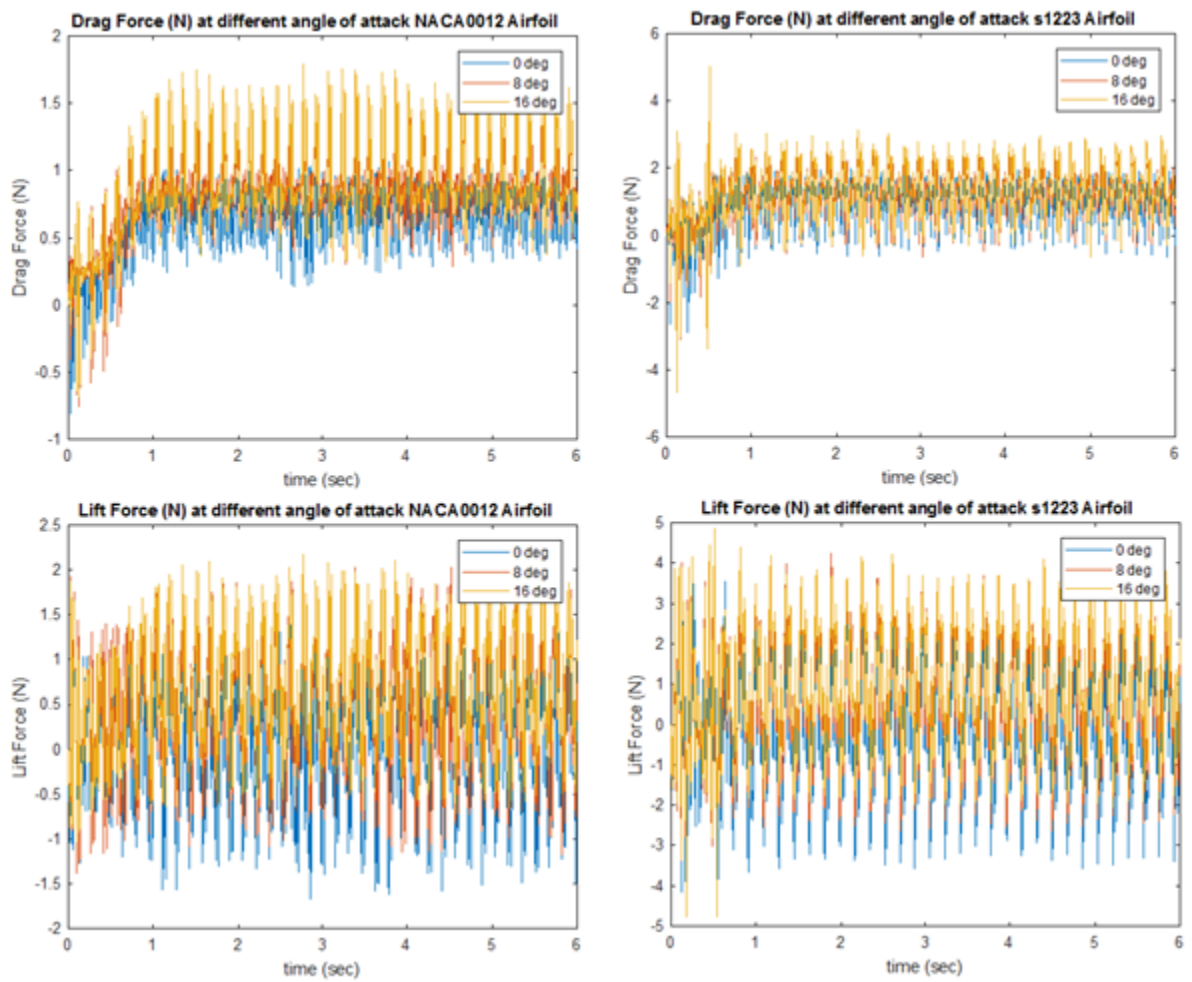 Drag Force (N) at different angle of attack NACA0012 Airfoil
2
1.5
1
0.5
0
-0.5
-1
Drag Force (N)
0 deg
8 deg
16 deg
0 1 2 3 4 5 6
time (sec)
Drag Force (N) at different angle of attack s1223 Airfoil
6
4
2
0
-2
-4
-6
Drag Force (N)
0 deg
8 deg
16 deg
0 1 2 3 4 5 6
time (sec)
Lift Force (N) at different angle of attack NACA0012 Airfoil
2.5
2
1.5
1
0.5
0
-0.5
-1
-1.5
-2
Lift Force (N)
0 deg
8 deg
16 deg
0 1 2 3 4 5 6
time (sec)
Lift Force (N) at different angle of attack s1223 Airfoil
5
4
3
2
1
0
-1
-2
-3
-4
-5
Lift Force (N)
0 deg
8 deg
16 deg
0 1 2 3 4 5 6
time (sec)